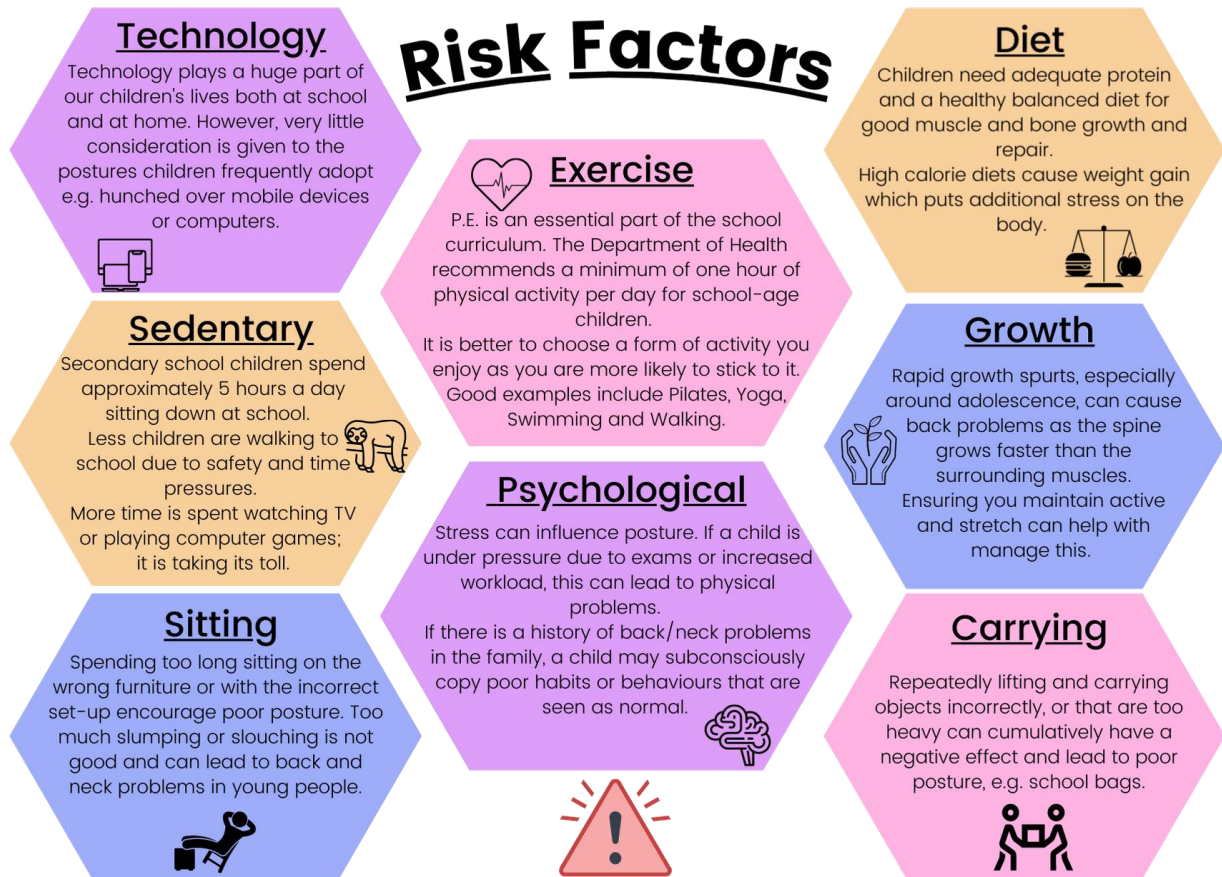 Risk Factors
Technology
Technology plays a huge part of
our children's lives both at school
and at home. However, very little
consideration is given to the
postures children frequently adopt
e.g. hunched over mobile devices
or computers.
Exercise
P.E. is an essential part of the school
curriculum. The Department of Health
recommends a minimum of one hour of
physical activity per day for school-age
children.
It is better to choose a form of activity you
enjoy as you are more likely to stick to it.
Good examples include Pilates, Yoga,
Swimming and Walking.
Diet
Children need adequate protein
and a healthy balanced diet for
good muscle and bone growth and
repair.
High calorie diets cause weight gain
which puts additional stress on the
body.
Sedentary
Secondary school children spend
approximately 5 hours a day
sitting down at school.
Less children are walking to
school due to safety and time
pressures.
More time is spent watching TV
or playing computer games;
it is taking its toll.
Psychological
Stress can influence posture. If a child is
under pressure due to exams or increased
workload, this can lead to physical
problems.
If there is a history of back/neck problems
in the family, a child may subconsciously
copy poor habits or behaviours that are
seen as normal.
Growth
Rapid growth spurts, especially
around adolescence, can cause
back problems as the spine
grows faster than the
surrounding muscles.
Ensuring you maintain active
and stretch can help with
manage this.
Sitting
Spending too long sitting on the
wrong furniture or with the incorrect
set-up encourage poor posture. Too
much slumping or slouching is not
good and can lead to back and
neck problems in young people.
Carrying
Repeatedly lifting and carrying
objects incorrectly, or that are too
heavy can cumulatively have a
negative effect and lead to poor
posture, e.g. school bags.